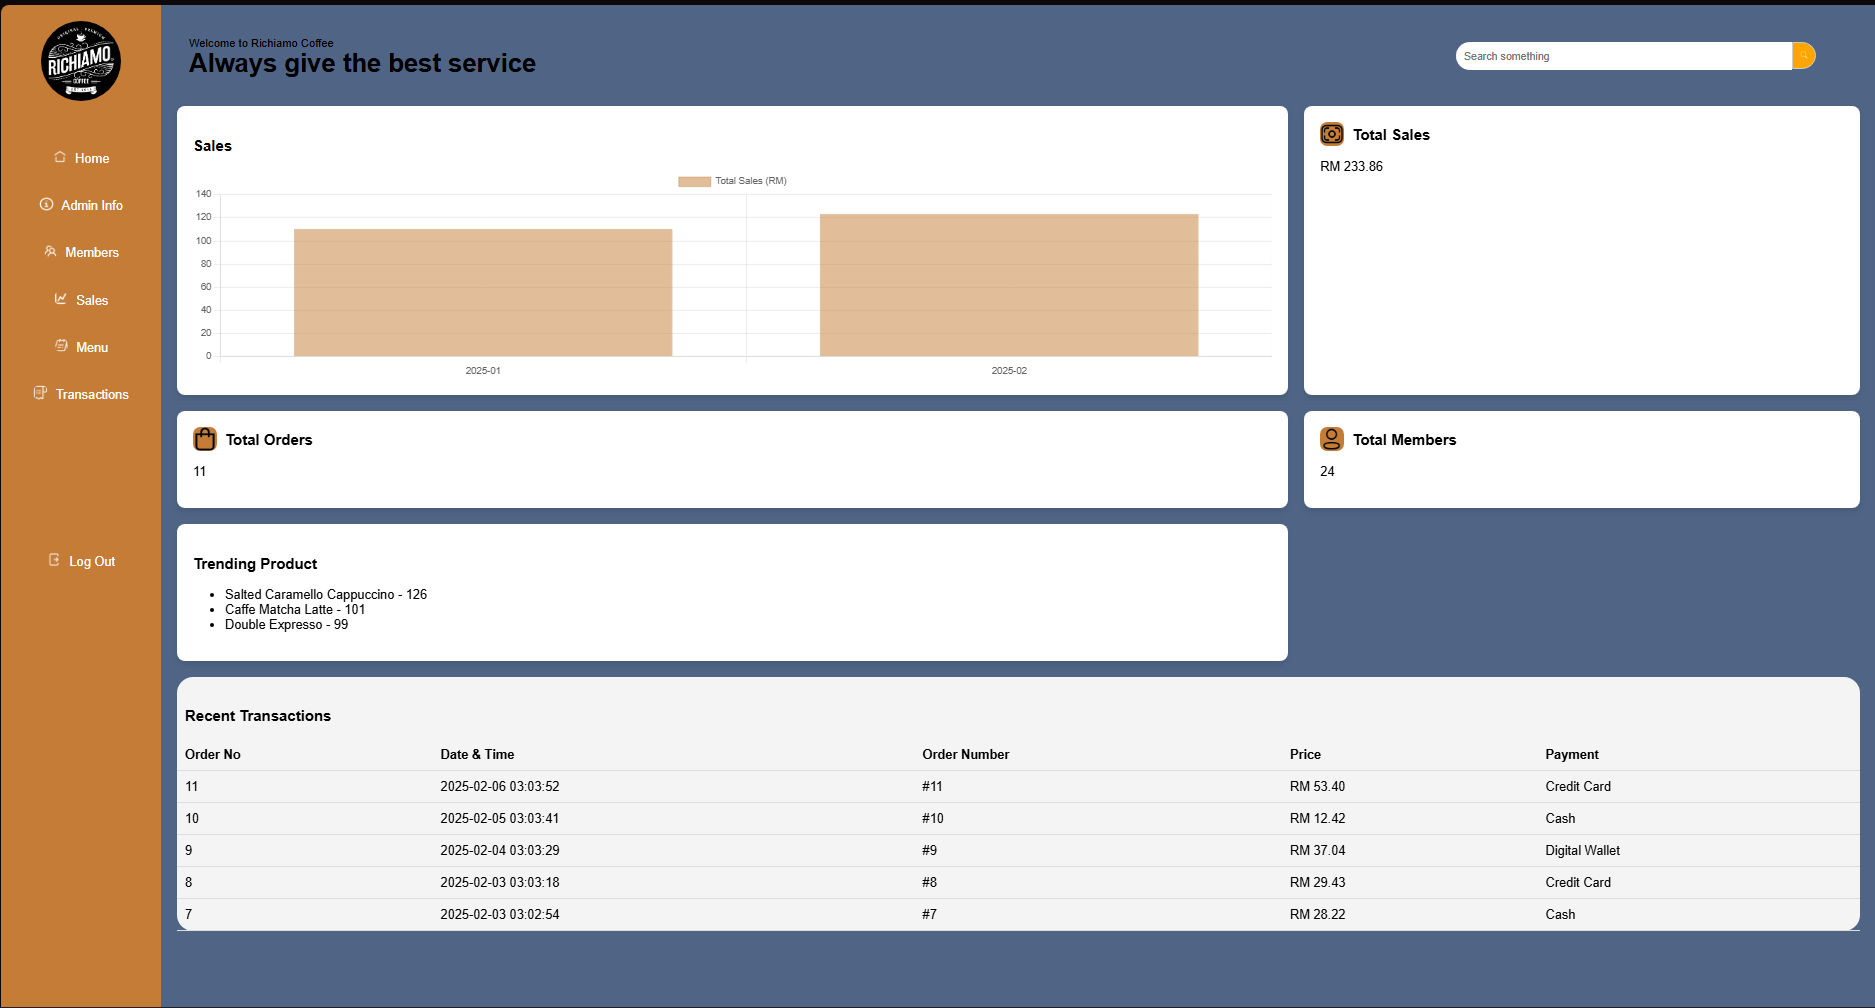 ORIGINAL PREMIUM
RICHIAMO
COFFEE
Home
Admin Info
Members
Sales
Menu
Transactions
Log Out
Welcome to Richiamo Coffee
Always give the best service
Search something
Sales
Total Sales (RM)
140
120
100
80
60
40
20
0
2025-01
2025-02
Total Sales
RM 233.86
Total Orders
11
Total Members
24
Trending Product
• Salted Caramello Cappuccino - 126
• Caffe Matcha Latte - 101
• Double Expresso - 99
Recent Transactions
Order No Date & Time Order Number Price Payment
11 2025-02-06 03:03:52 #11 RM 53.40 Credit Card
10 2025-02-05 03:03:41 #10 RM 12.42 Cash
9 2025-02-04 03:03:29 #9 RM 37.04 Digital Wallet
8 2025-02-03 03:03:18 #8 RM 29.43 Credit Card
7 2025-02-03 03:02:54 #7 RM 28.22 Cash